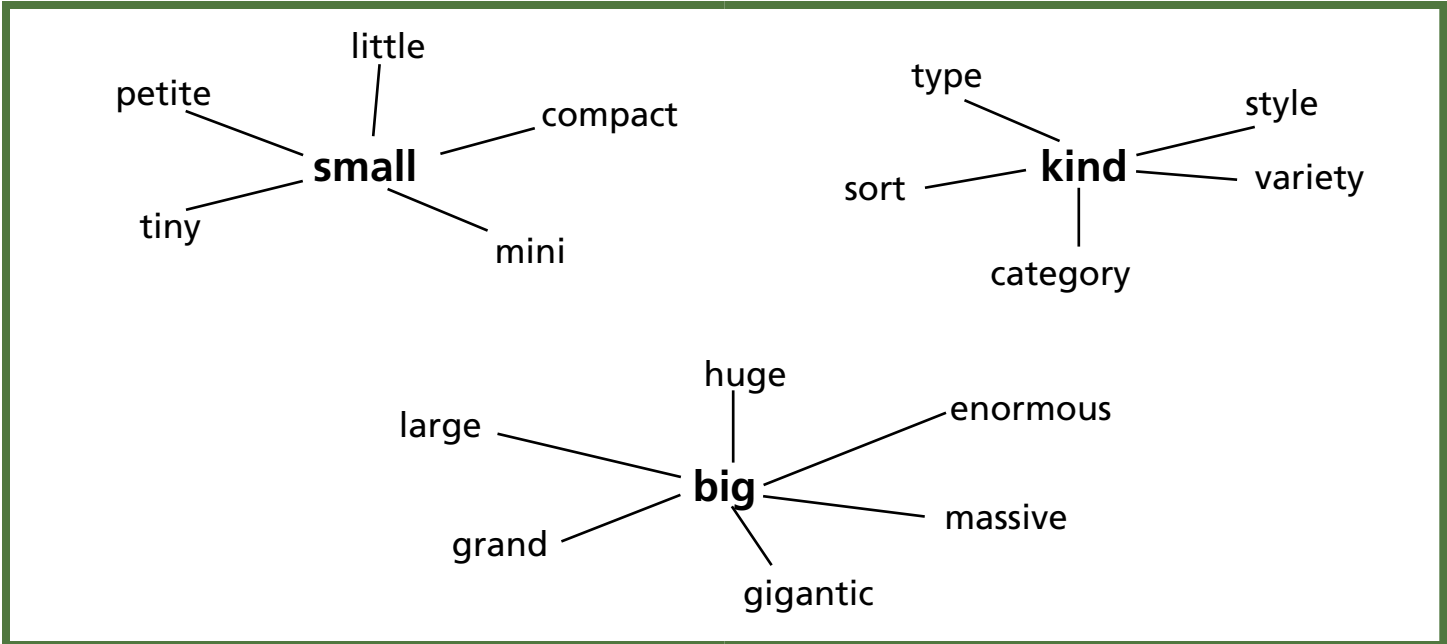 little
petite
compact
small
tiny
mini
type
style
kind
sort
variety
category
huge
enormous
large
big
massive
grand
gigantic